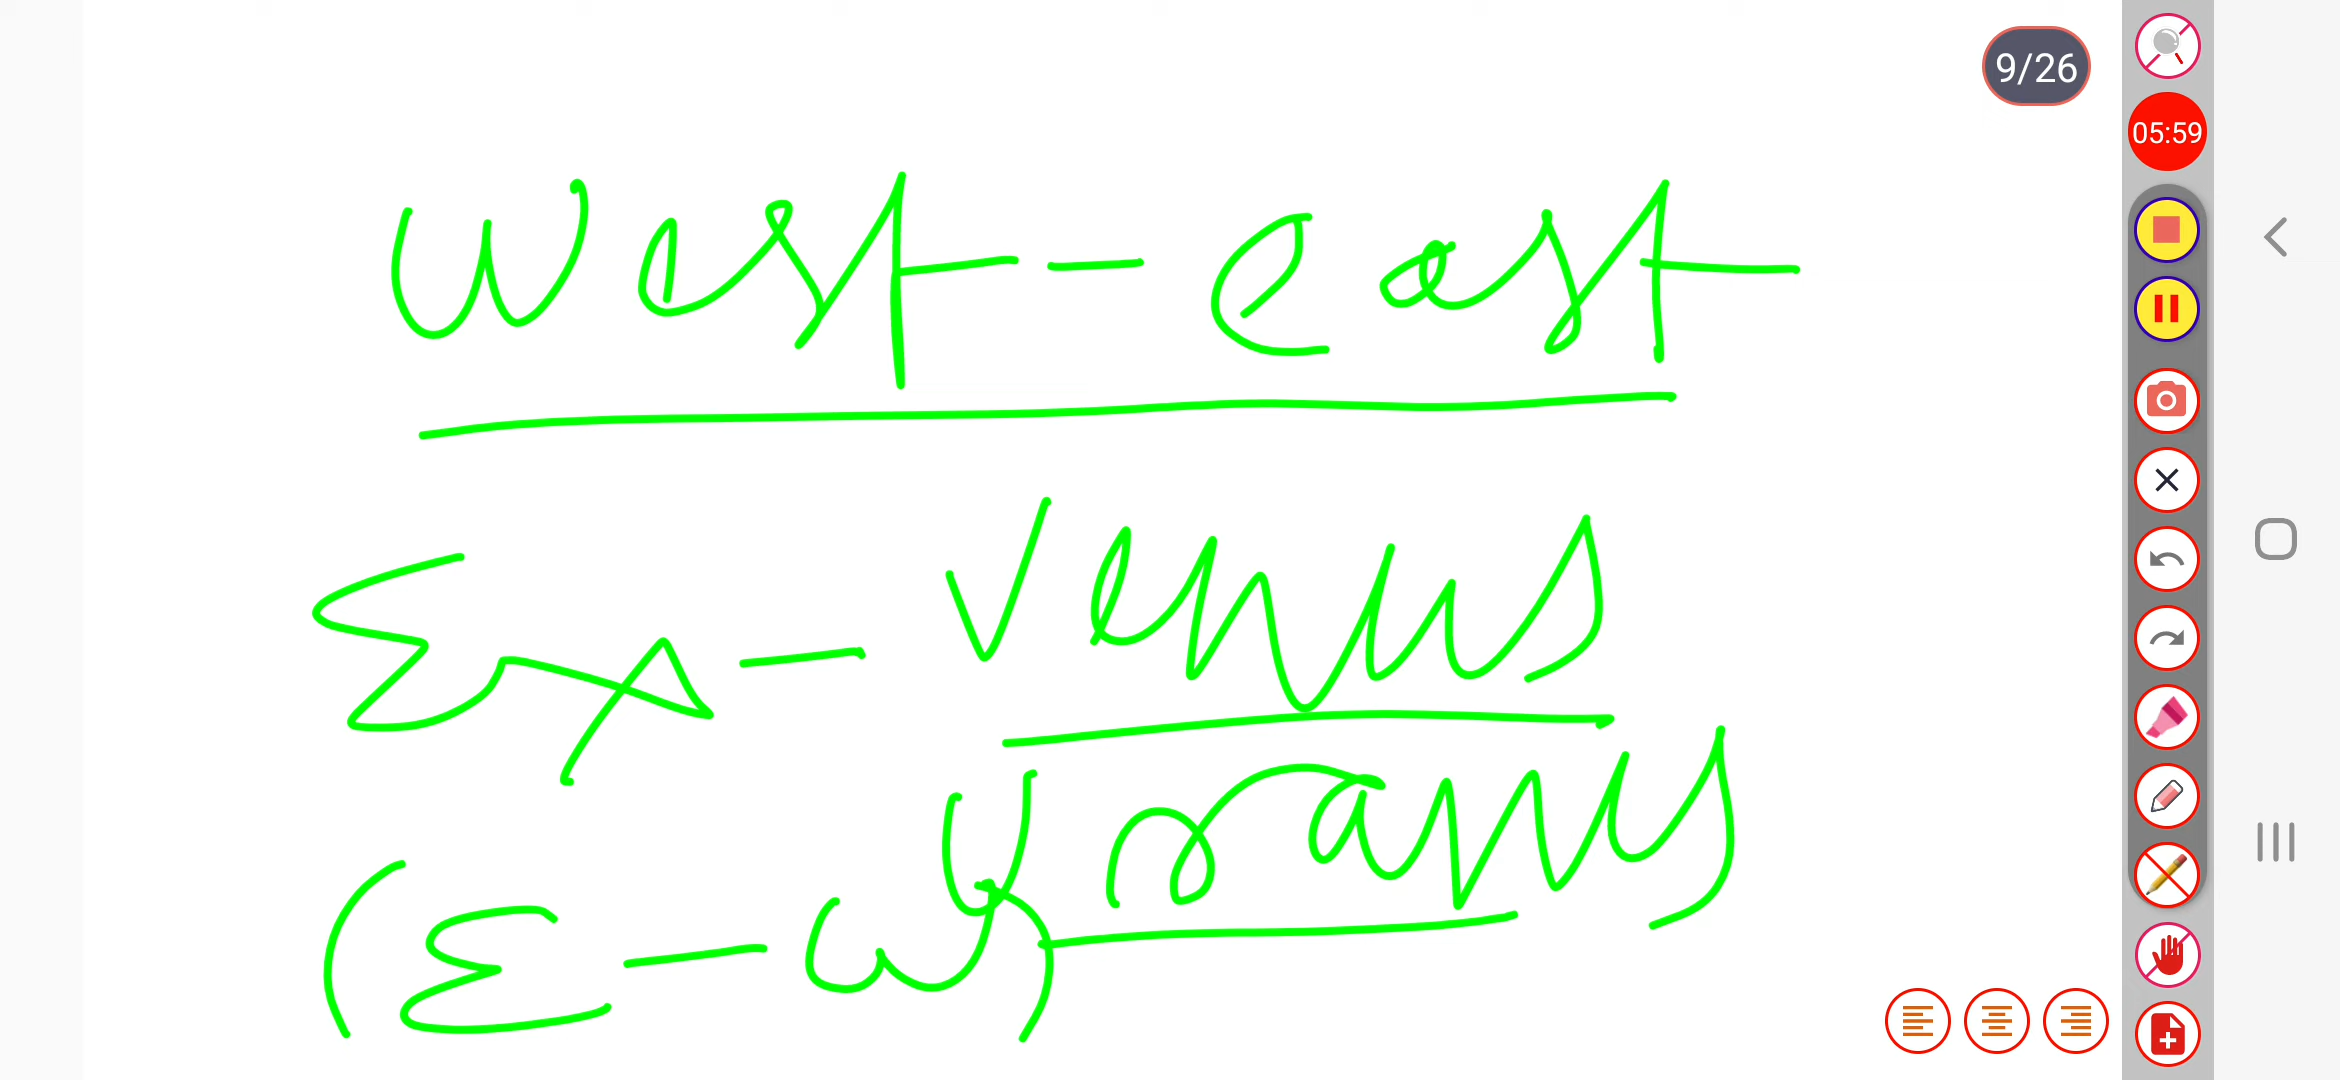 9/26
05:59
West - east
Ex - Venus
Uranus
(E - W)